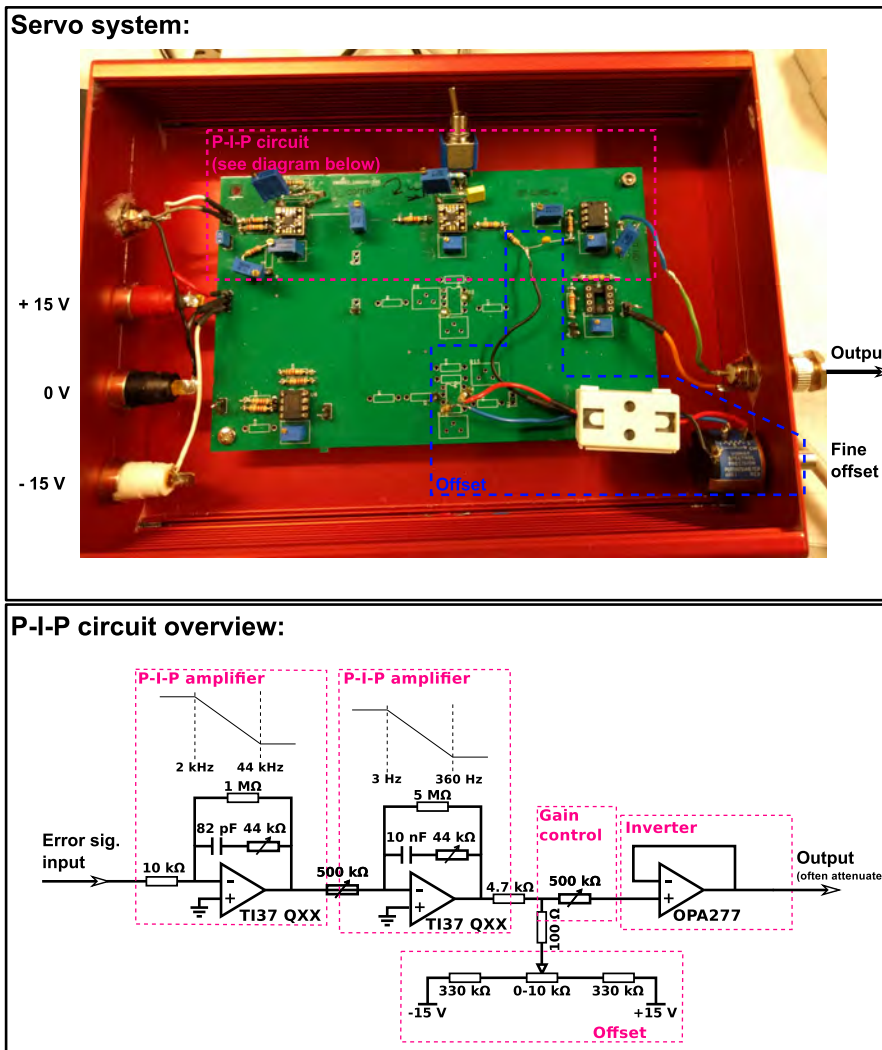 Servo system:
P-I-P circuit
(see diagram below)
+ 15 V
0 V
- 15 V
Output
Fine
offset
Offset
P-I-P circuit overview:
P-I-P amplifier
P-I-P amplifier
2 kHz
44 kHz
3 Hz
360 Hz
1 MΩ
5 MΩ
Gain
control
Inverter
Error sig.
input
82 pF
44 kΩ
10 nF
44 kΩ
10 kΩ
500 kΩ
4.7 kΩ
500 kΩ
Output
(often attenuate
TI37 QXX
TI37 QXX
OPA277
100 Ω
330 kΩ
0-10 kΩ
330 kΩ
-15 V
+15 V
Offset